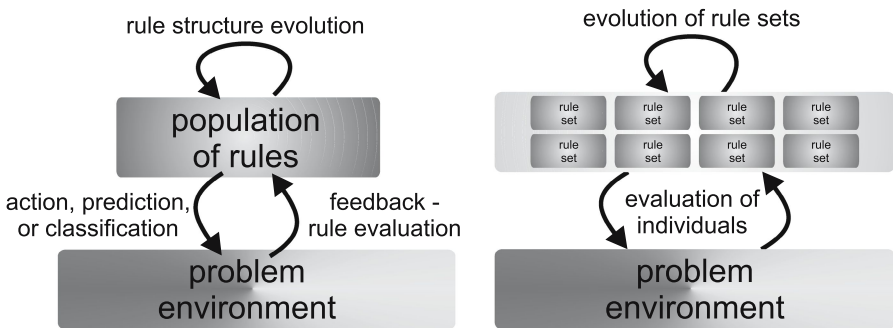 rule structure evolution
population
of rules
action, prediction,
or classification
feedback -
rule evaluation
problem
environment
evolution of rule sets
rule
set
rule
set
rule
set
rule
set
rule
set
rule
set
rule
set
rule
set
evaluation of
individuals
problem
environment